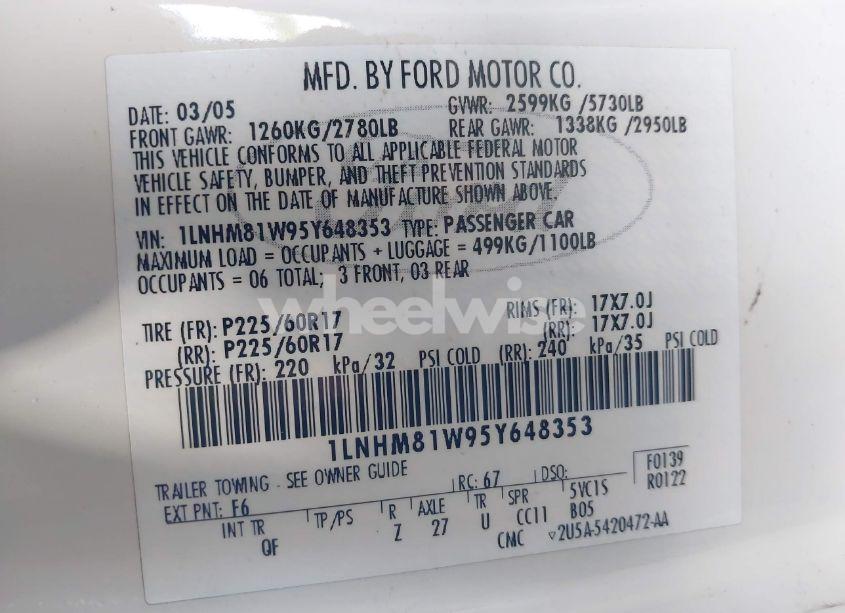 MFD. BY FORD MOTOR CO.
DATE: 03/05 GVWR: 2599KG /5730LB
FRONT GAWR: 1260KG/2780LB REAR GAWR: 1338KG /2950LB
THIS VEHICLE CONFORMS TO ALL APPLICABLE FEDERAL MOTOR
VEHICLE SAFETY, BUMPER, AND THEFT PREVENTION STANDARDS
IN EFFECT ON THE DATE OF MANUFACTURE SHOWN ABOVE.
VIN: 1LNHM81W95Y648353 TYPE: PASSENGER CAR
MAXIMUM LOAD = OCCUPANTS + LUGGAGE = 499KG/1100LB
OCCUPANTS = 06 TOTAL; 3 FRONT, 03 REAR
wheelwise
TIRE (FR): P225/60R17 RIMS (FR): 17X7.0J
(RR): P225/60R17 (RR): 17X7.0J
PRESSURE (FR): 220 kPa/32 PSI COLD (RR): 240 kPa/35 PSI COLD
1LNHM81W95Y648353
TRAILER TOWING - SEE OWNER GUIDE
EXT PNT: F6 RC: 67 DSO: F0139
R0122
INT TR TP/PS R AXLE TR SPR 5VC1S
QF Z 27 U CC11 B05
CMC 2U5A-5420472-AA